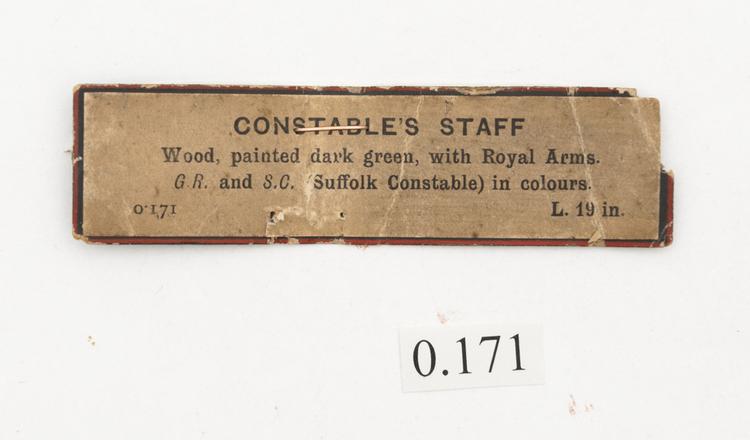 CONSTABLE'S STAFF
Wood, painted dark green, with Royal Arms.
G.R. and S.C. (Suffolk Constable) in colours.
0·171 L. 19 in.
0.171